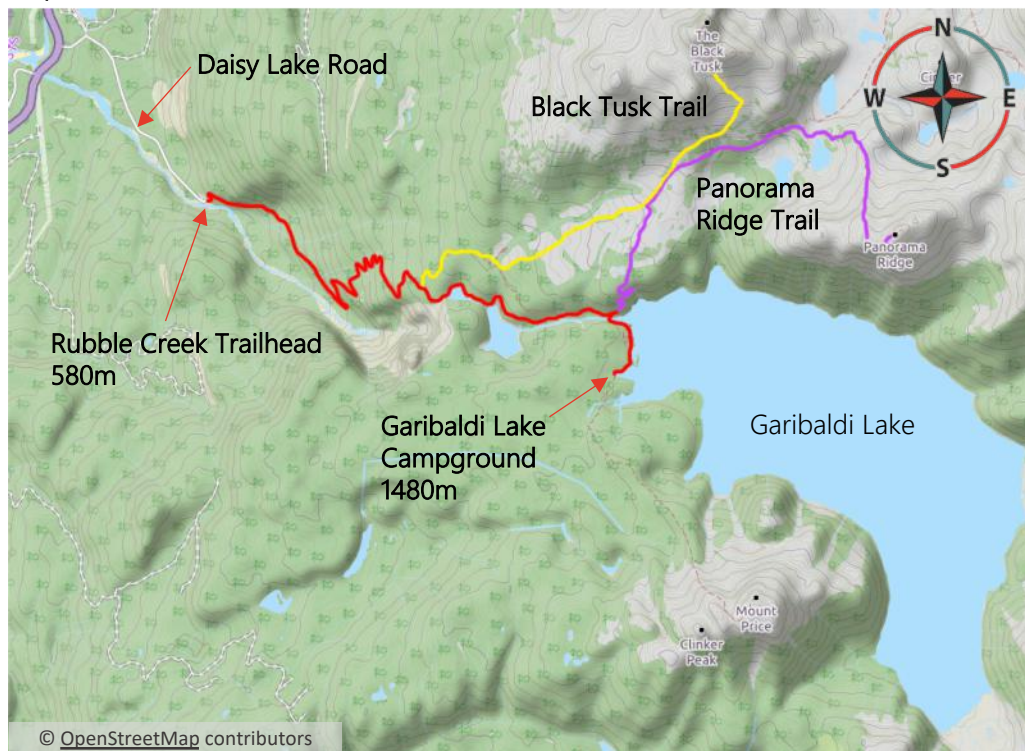 Daisy Lake Road
The
Black
Tusk
Black Tusk Trail
N
W
E
S
Panorama
Ridge Trail
Panorama
Ridge
Rubble Creek Trailhead
580m
Garibaldi Lake
Campground
1480m
Garibaldi Lake
Mount
Price
Clinker
Peak
© OpenStreetMap contributors